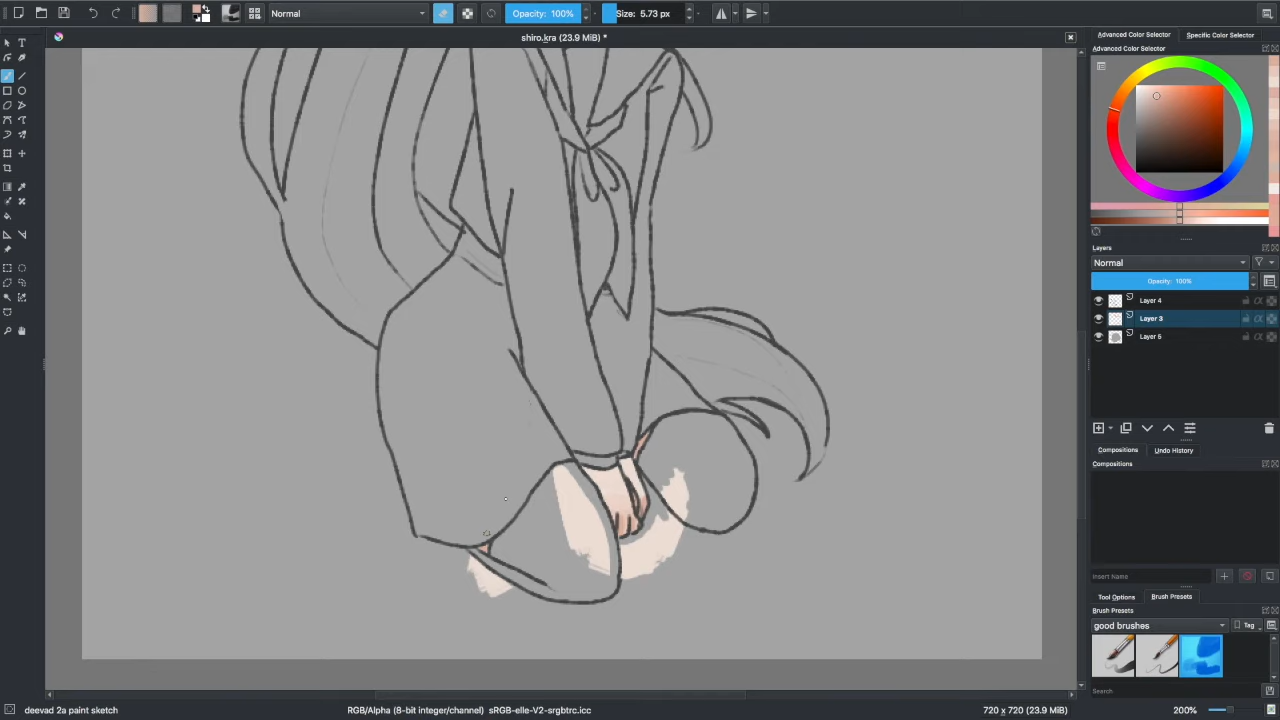 Normal
Opacity: 100%
Size: 5.73 px
shiro.kra (23.9 MiB) *
Advanced Color Selector
Specific Color Selector
Advanced Color Selector
Layers
Normal
Opacity: 100%
Layer 4
Layer 3
Layer 5
Compositions
Undo History
Compositions
Insert Name
Tool Options
Brush Presets
Brush Presets
good brushes
Tag
Search
deevad 2a paint sketch
RGB/Alpha (8-bit integer/channel) sRGB-elle-V2-srgbtrc.icc
720 x 720 (23.9 MiB)
200%